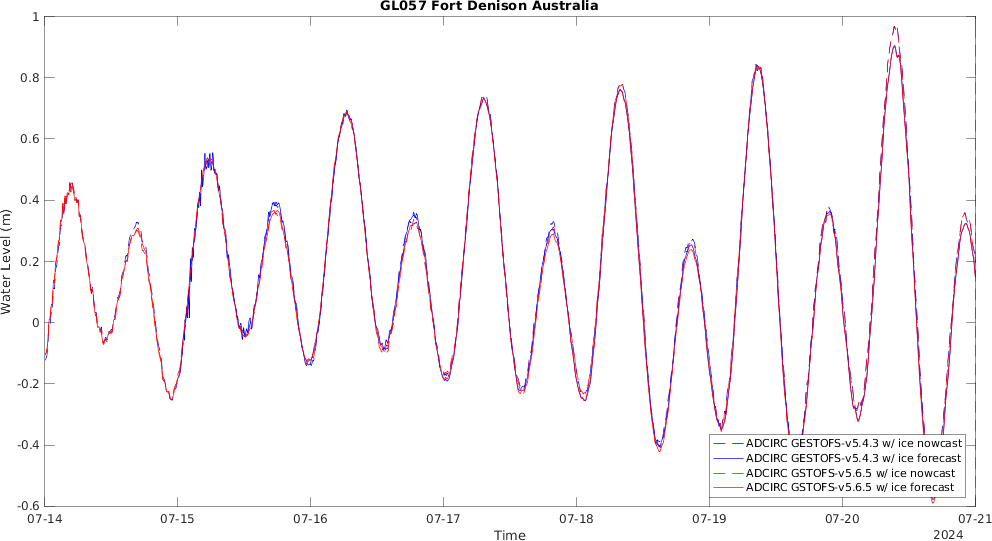 GL057 Fort Denison Australia
Water Level (m)
1
0.8
0.6
0.4
0.2
0
-0.2
-0.4
-0.6
ADCIRC GESTOFS-v5.4.3 w/ ice nowcast
ADCIRC GESTOFS-v5.4.3 w/ ice forecast
ADCIRC GSTOFS-v5.6.5 w/ ice nowcast
ADCIRC GSTOFS-v5.6.5 w/ ice forecast
07-14 07-15 07-16 07-17 07-18 07-19 07-20 07-21
Time
2024